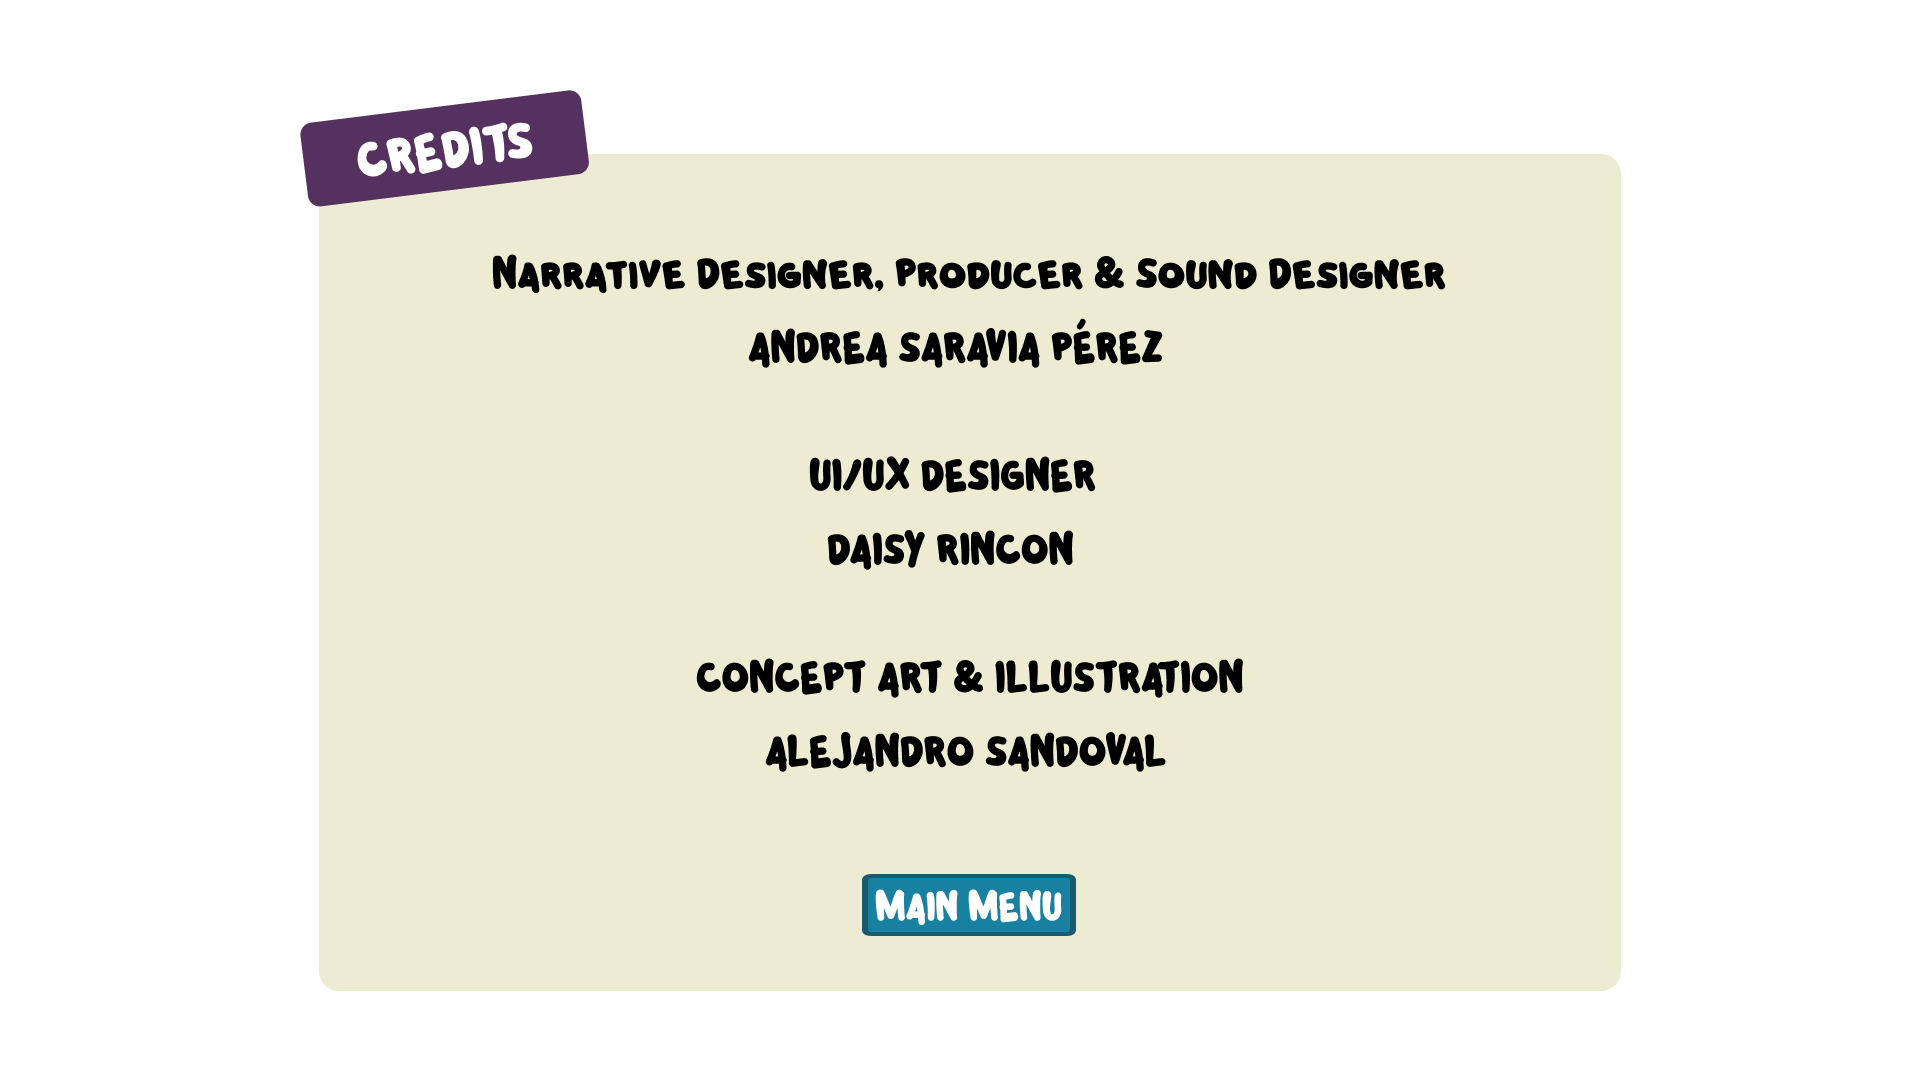 CREDITS
Narrative Designer, Producer & Sound Designer
ANDREA SARAVIA PÉREZ
UI/UX DESIGNER
DAISY RINCON
CONCEPT ART & ILLUSTRATION
ALEJANDRO SANDOVAL
Main Menu